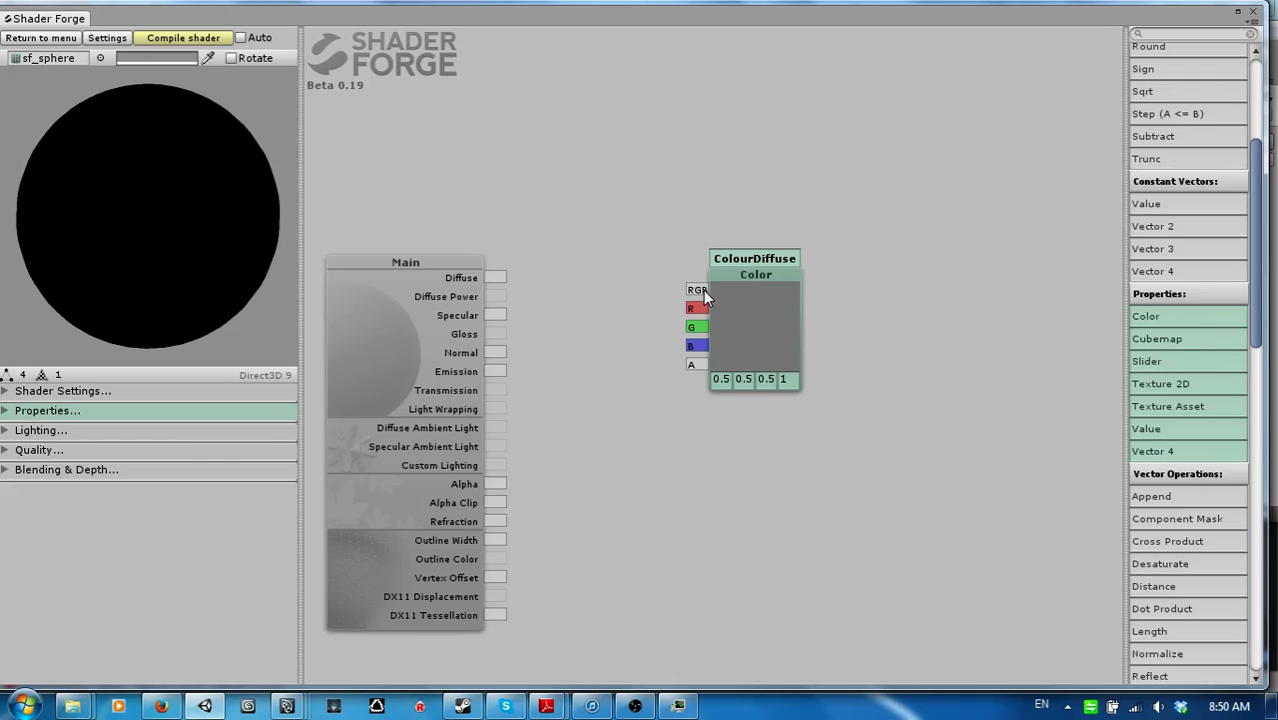 Shader Forge
Return to menu
Settings
Compile shader
Auto
sf_sphere
Rotate
SHADER
FORGE
Beta 0.19
Direct3D 9
4
1
Shader Settings...
Properties...
Lighting...
Quality...
Blending & Depth...
Main
Diffuse
Diffuse Power
Specular
Gloss
Normal
Emission
Transmission
Light Wrapping
Diffuse Ambient Light
Specular Ambient Light
Custom Lighting
Alpha
Alpha Clip
Refraction
Outline Width
Outline Color
Vertex Offset
DX11 Displacement
DX11 Tessellation
ColourDiffuse
Color
RGB
R
G
B
A
0.5 0.5 0.5 1
Round
Sign
Sqrt
Step (A <= B)
Subtract
Trunc
Constant Vectors:
Value
Vector 2
Vector 3
Vector 4
Properties:
Color
Cubemap
Slider
Texture 2D
Texture Asset
Value
Vector 4
Vector Operations:
Append
Component Mask
Cross Product
Desaturate
Distance
Dot Product
Length
Normalize
Reflect
EN
8:50 AM